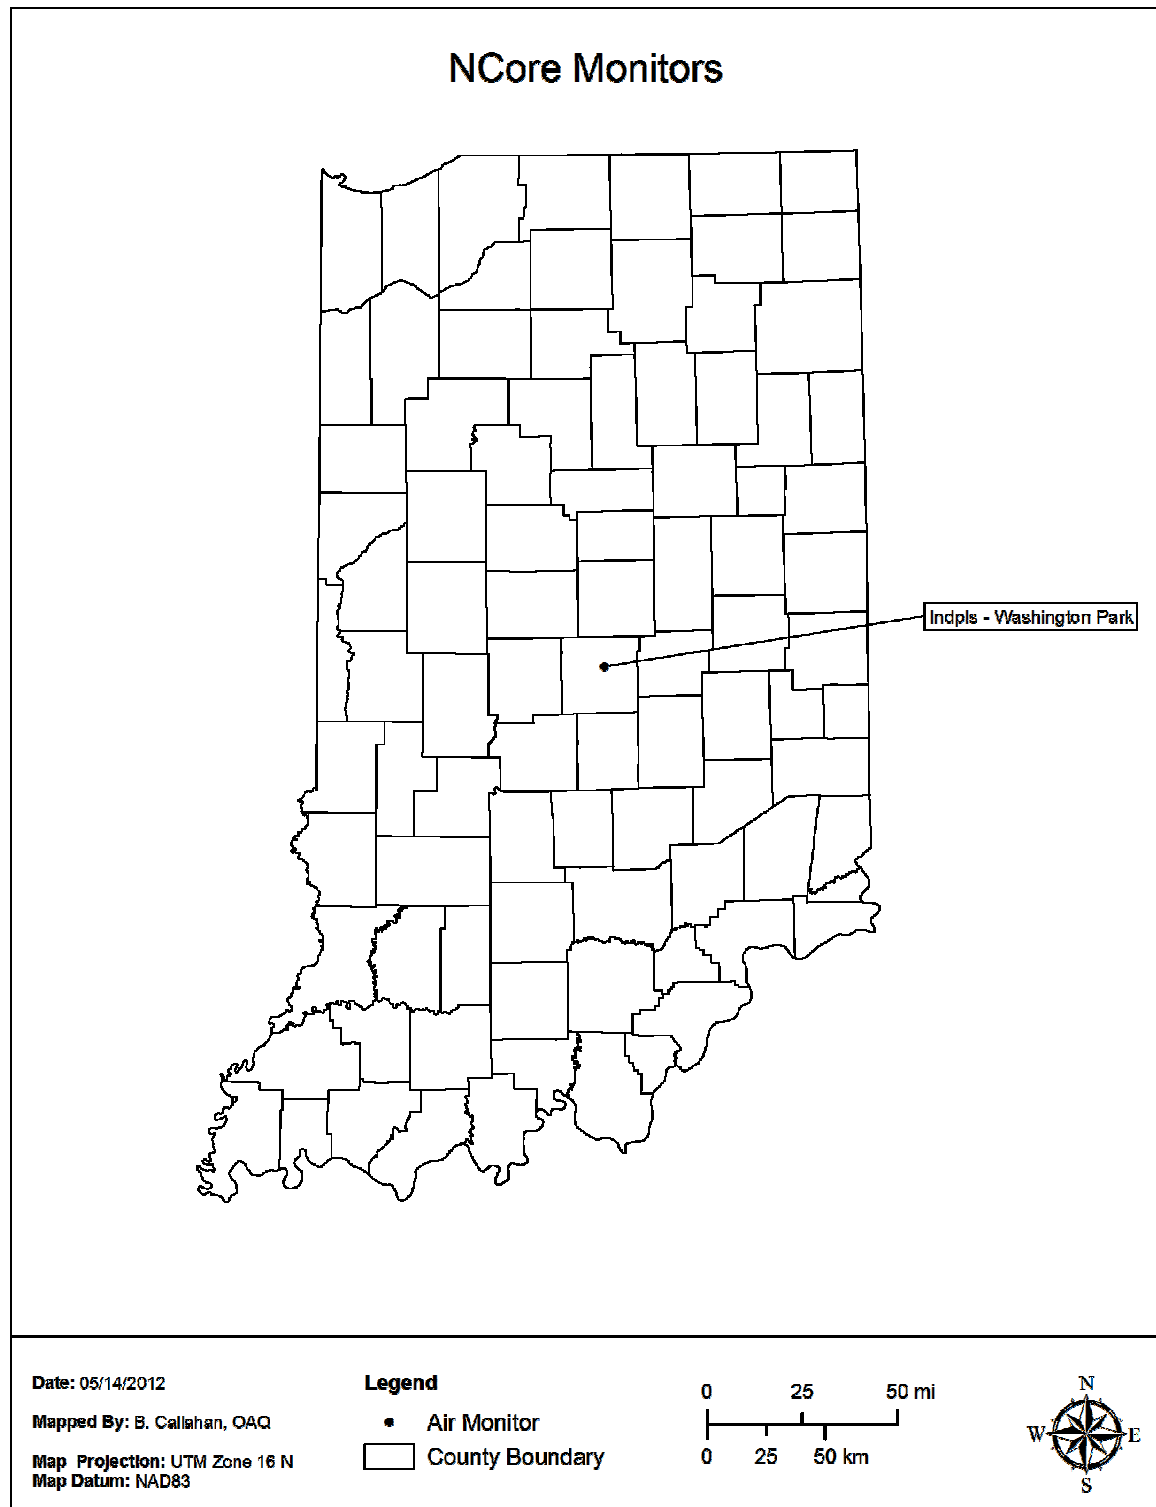 NCore Monitors
Indpls - Washington Park
Date: 05/14/2012
Mapped By: B. Callahan, OAQ
Map Projection: UTM Zone 16 N
Map Datum: NAD83
Legend
Air Monitor
County Boundary
0 25 50 mi
0 25 50 km
N
W E
S